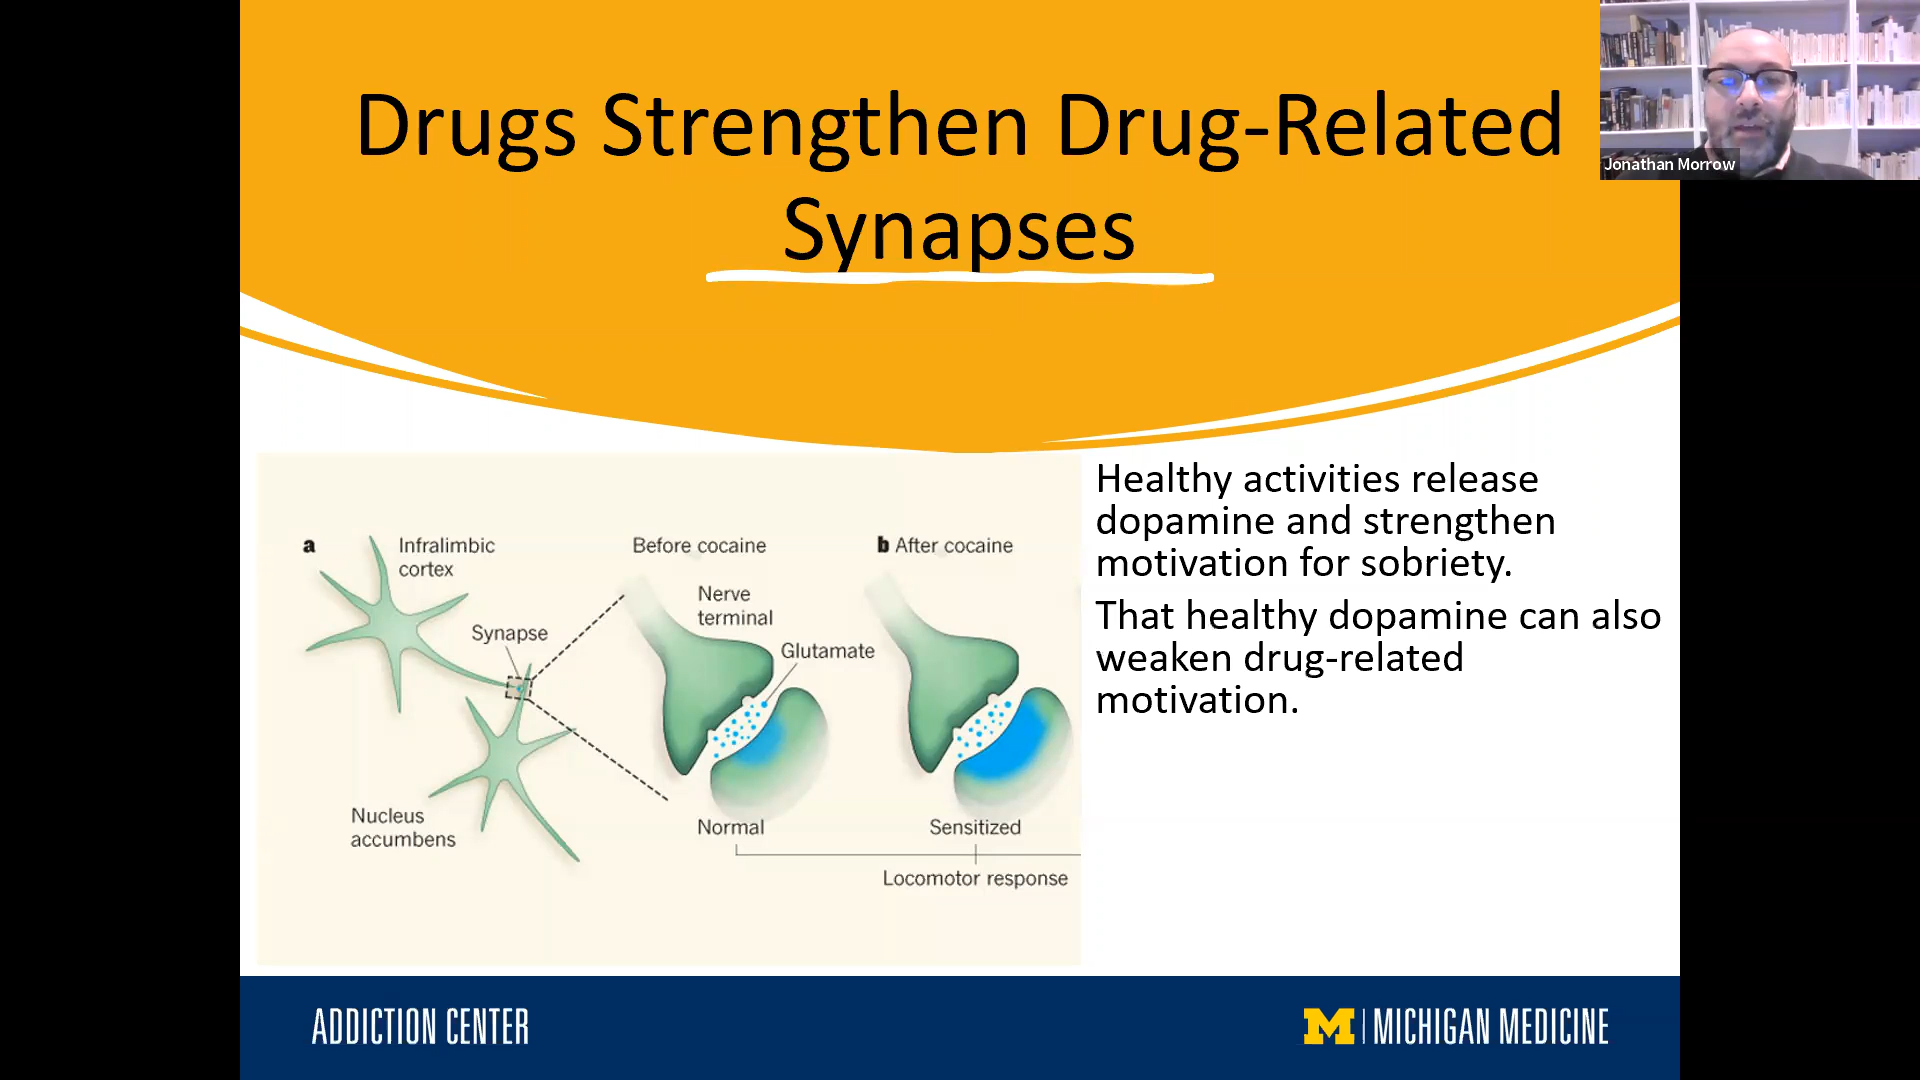 Drugs Strengthen Drug-Related
Synapses
Jonathan Morrow
Healthy activities release
dopamine and strengthen
motivation for sobriety.
That healthy dopamine can also
weaken drug-related
motivation.
a
Infralimbic
cortex
Synapse
Nucleus
accumbens
Before cocaine
Nerve
terminal
Glutamate
Normal
b After cocaine
Sensitized
Locomotor response
ADDICTION CENTER
M | MICHIGAN MEDICINE